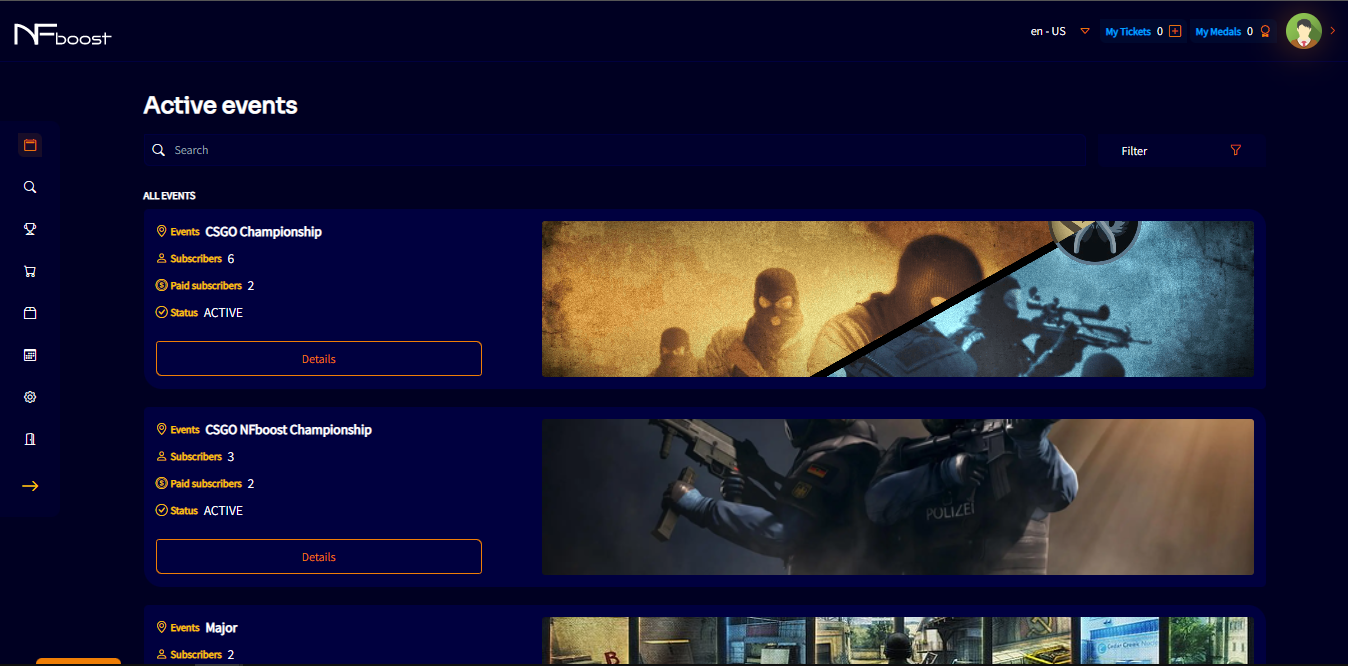 NFboost
en - US
My Tickets 0
My Medals 0
Active events
Search
Filter
ALL EVENTS
Events CSGO Championship
Subscribers 6
Paid subscribers 2
Status ACTIVE
Details
Events CSGO NFboost Championship
Subscribers 3
Paid subscribers 2
Status ACTIVE
Details
POLIZEI
Events Major
Subscribers 2
B